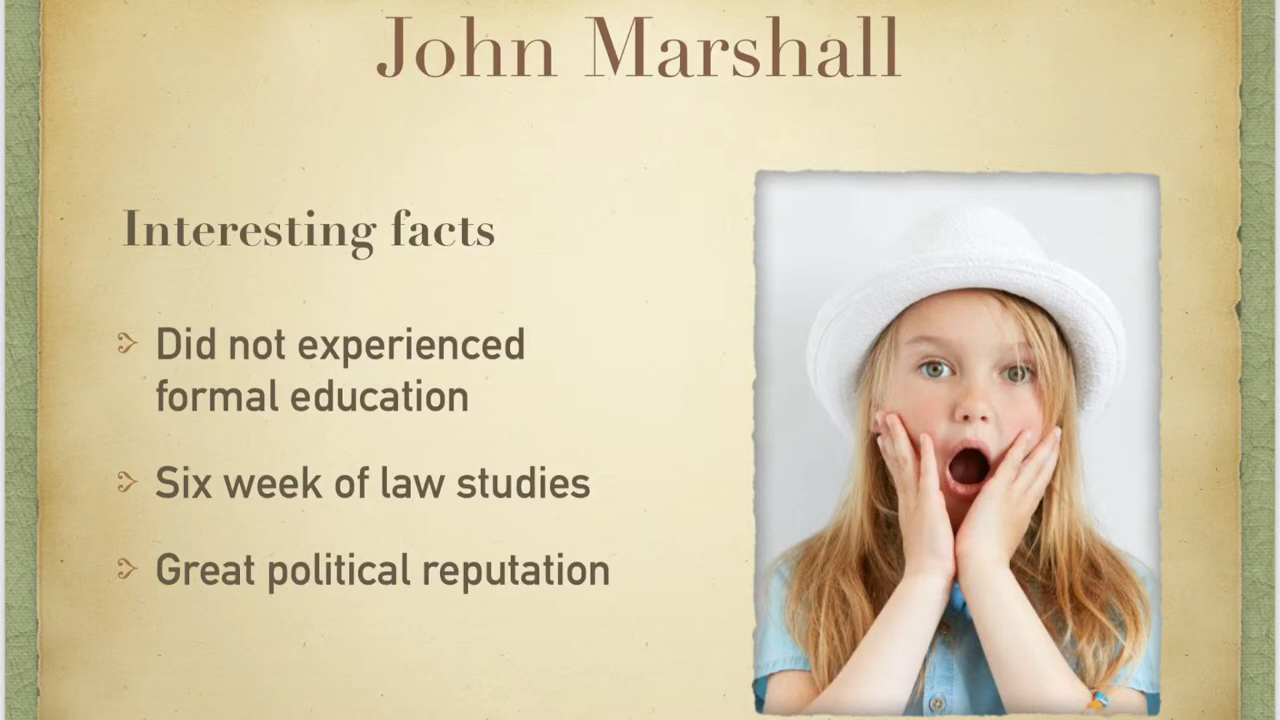 John Marshall
Interesting facts
Did not experienced
formal education
Six week of law studies
Great political reputation